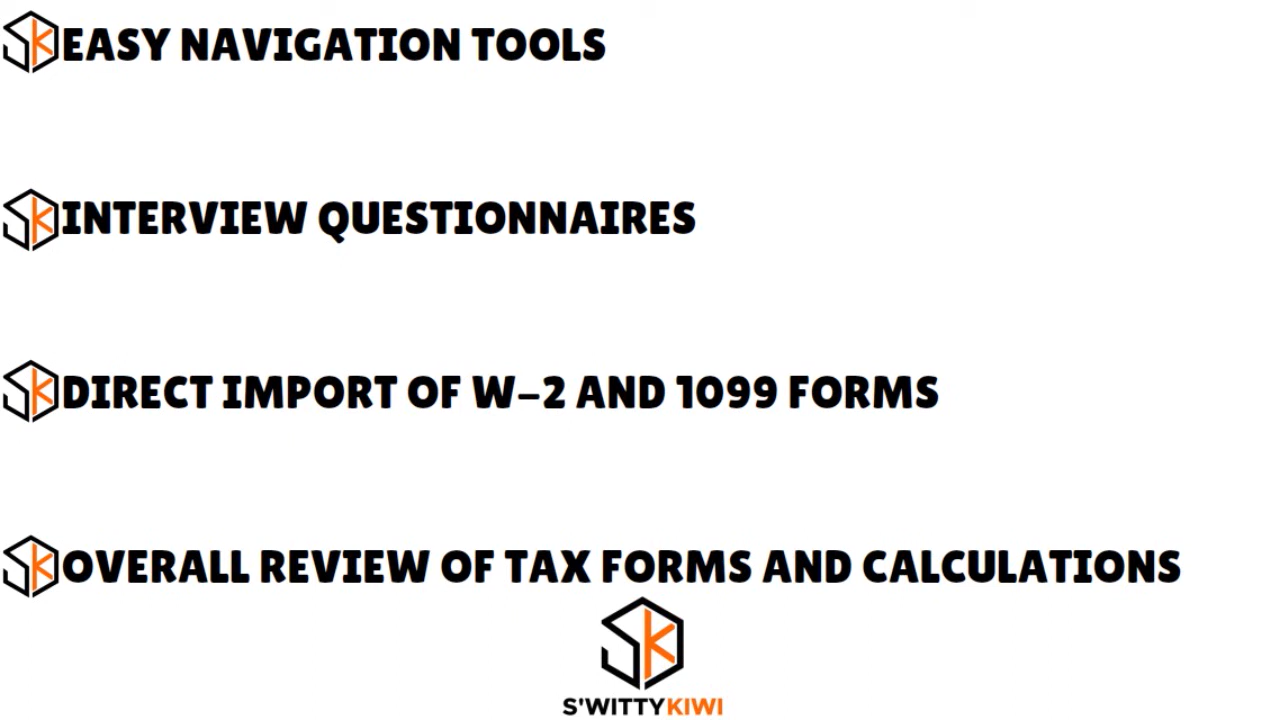 EASY NAVIGATION TOOLS
INTERVIEW QUESTIONNAIRES
DIRECT IMPORT OF W-2 AND 1099 FORMS
OVERALL REVIEW OF TAX FORMS AND CALCULATIONS
S'WITTYKIWI